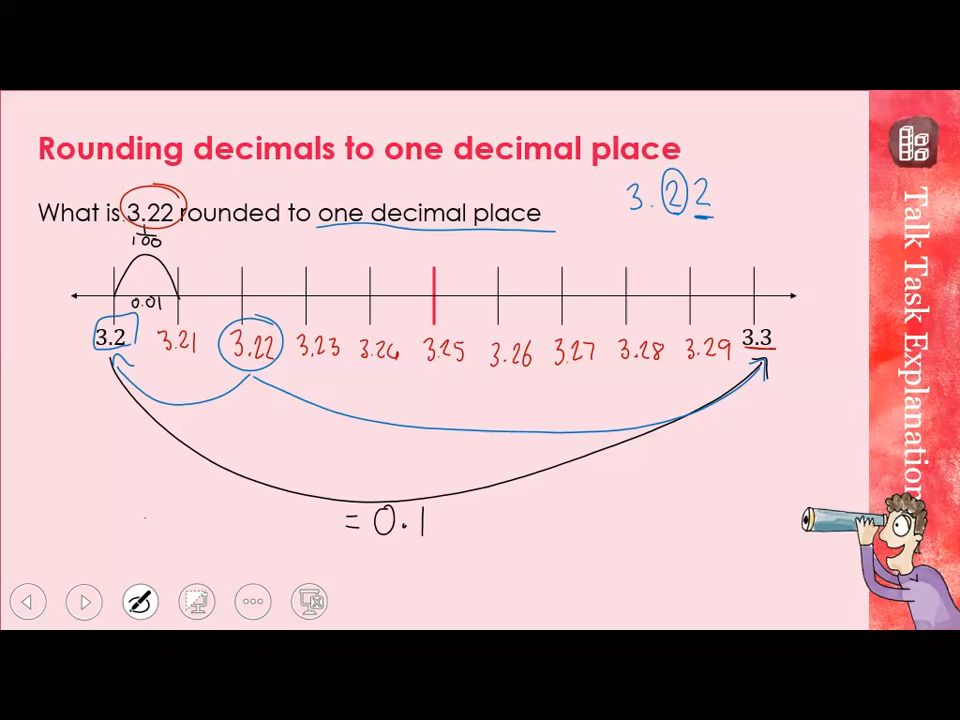 Rounding decimals to one decimal place
3.22
What is 3.22 rounded to one decimal place
1/100
0.01
3.2 3.21 3.22 3.23 3.24 3.25 3.26 3.27 3.28 3.29 3.3
= 0.1
Talk Task Explanation